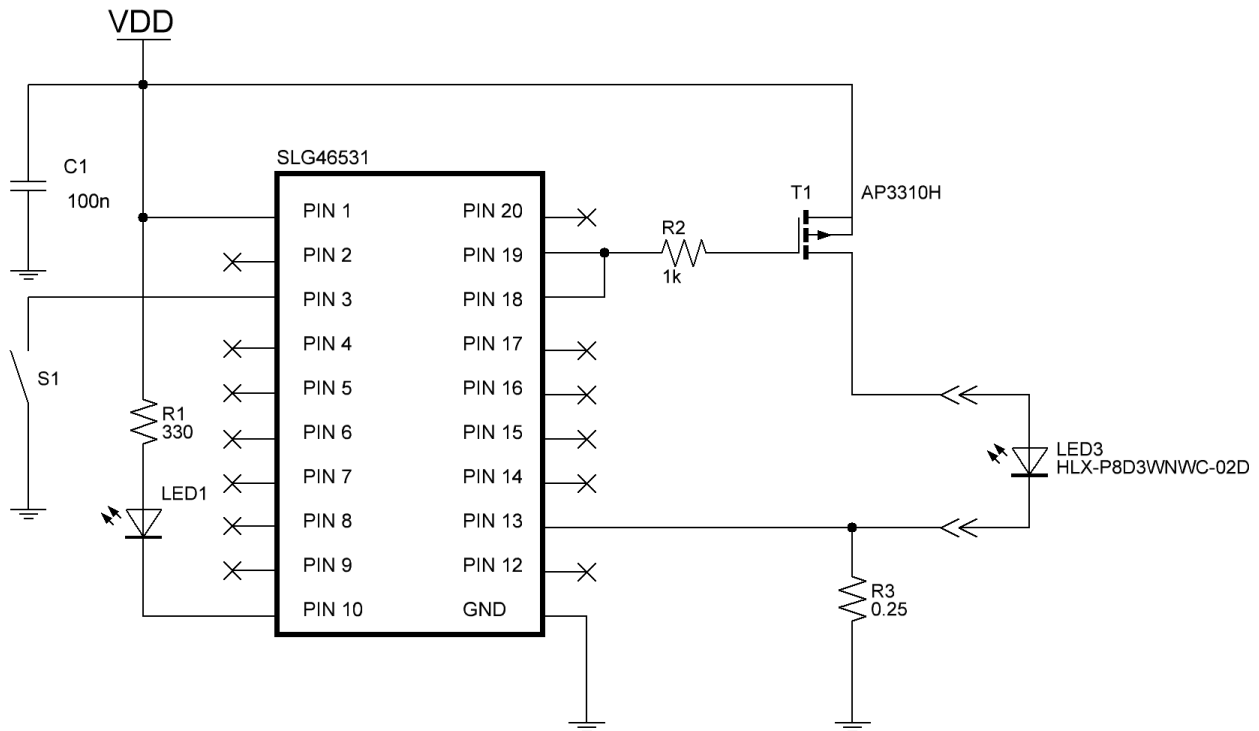 VDD
C1
100n
SLG46531
T1
AP3310H
PIN 1
PIN 20
R2
1k
PIN 2
PIN 19
PIN 3
PIN 18
S1
PIN 4
PIN 17
PIN 5
PIN 16
R1
330
PIN 6
PIN 15
LED3
HLX-P8D3WNWC-02D
PIN 7
PIN 14
LED1
PIN 8
PIN 13
PIN 9
PIN 12
R3
0.25
PIN 10
GND